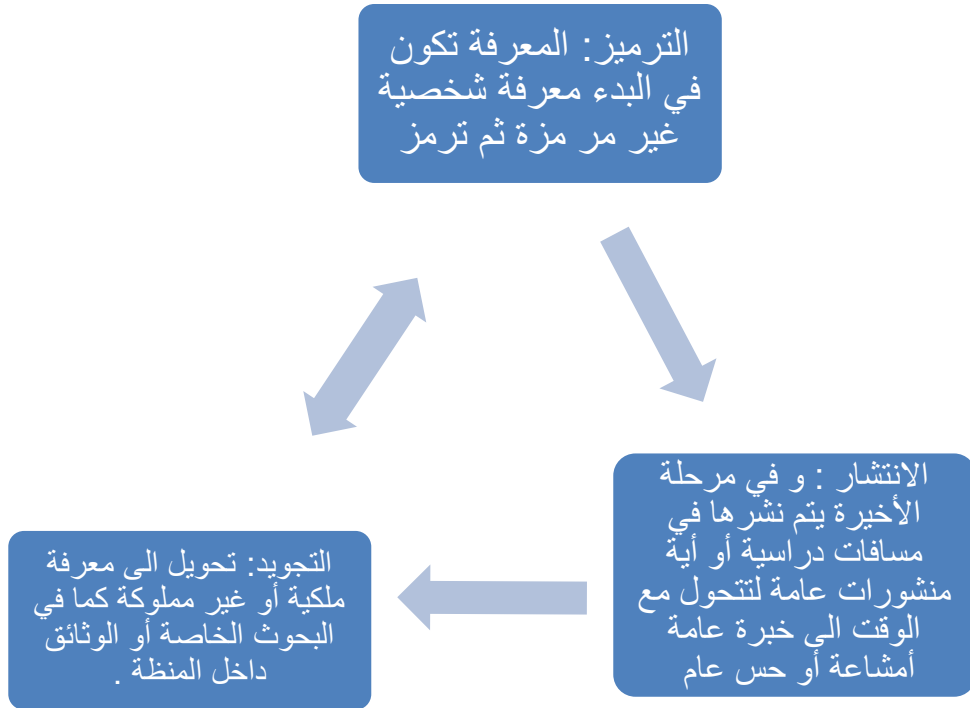 الترميز: المعرفة تكون
في البدء معرفة شخصية
غير مر مزة ثم ترمز
الانتشار : و في مرحلة
الأخيرة يتم نشرها في
مسافات دراسية أو أية
منشورات عامة لتتحول مع
الوقت الى خبرة عامة
أمشاعة أو حس عام
التجويد: تحويل الى معرفة
ملكية أو غير مملوكة كما في
البحوث الخاصة أو الوثائق
داخل المنظة .